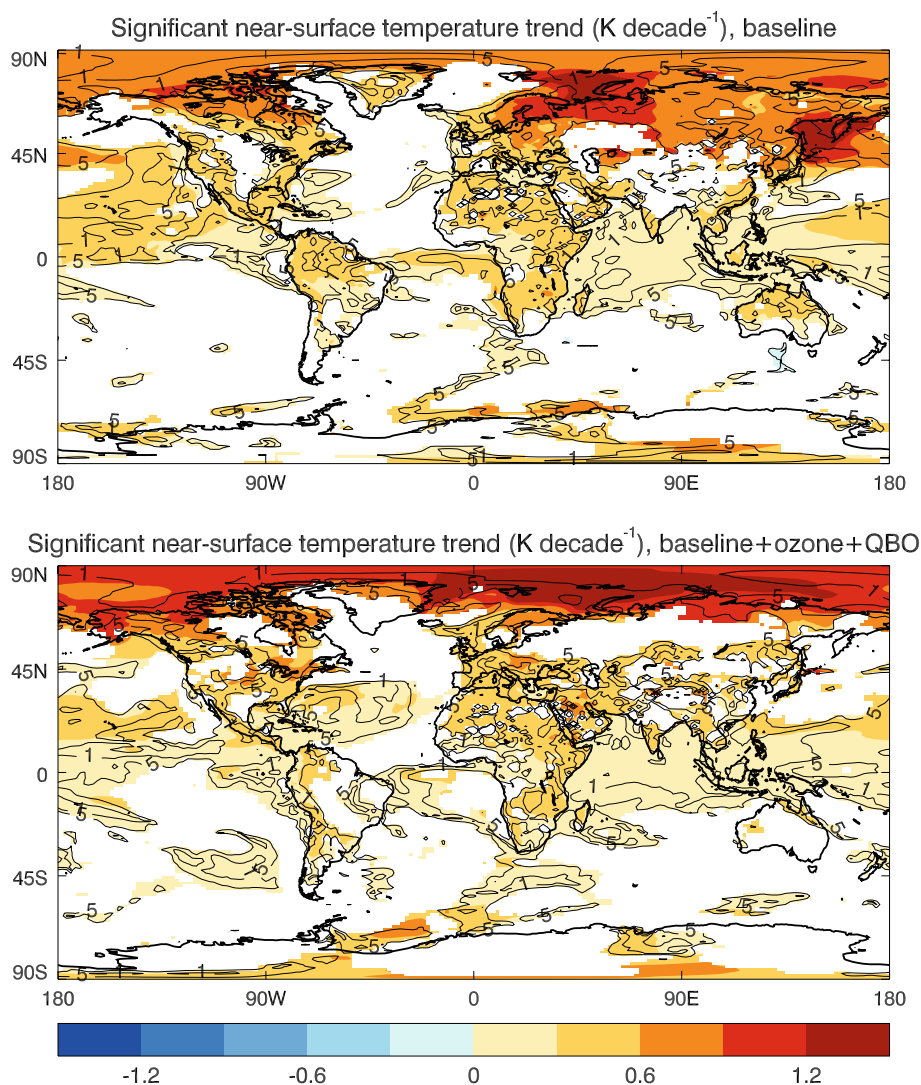 Significant near-surface temperature trend (K decade⁻¹), baseline
90N
45N
0
45S
90S
180 90W 0 90E 180
Significant near-surface temperature trend (K decade⁻¹), baseline+ozone+QBO
90N
45N
0
45S
90S
180 90W 0 90E 180
-1.2 -0.6 0 0.6 1.2